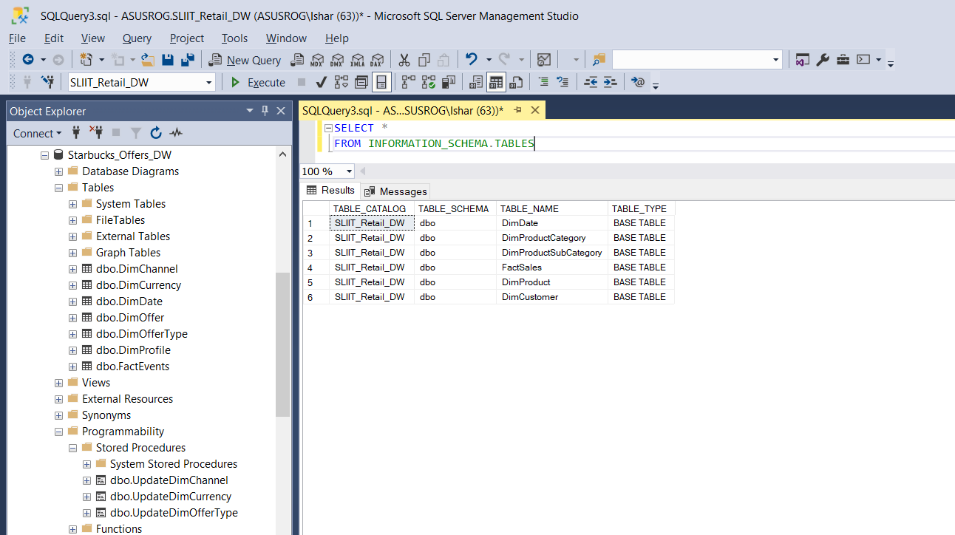 SQLQuery3.sql - ASUSROG.SLIIT_Retail_DW (ASUSROG\Ishar (63))* - Microsoft SQL Server Management Studio
File Edit View Query Project Tools Window Help
New Query MDX DMX XMLA DAX
SLIIT_Retail_DW Execute
Object Explorer
Connect
Starbucks_Offers_DW
Database Diagrams
Tables
System Tables
FileTables
External Tables
Graph Tables
dbo.DimChannel
dbo.DimCurrency
dbo.DimDate
dbo.DimOffer
dbo.DimOfferType
dbo.DimProfile
dbo.FactEvents
Views
External Resources
Synonyms
Programmability
Stored Procedures
System Stored Procedures
dbo.UpdateDimChannel
dbo.UpdateDimCurrency
dbo.UpdateDimOfferType
Functions
SQLQuery3.sql - AS...SUSROG\Ishar (63))*
SELECT *
FROM INFORMATION_SCHEMA.TABLES
100 %
Results Messages
TABLE_CATALOG TABLE_SCHEMA TABLE_NAME TABLE_TYPE
1 SLIIT_Retail_DW dbo DimDate BASE TABLE
2 SLIIT_Retail_DW dbo DimProductCategory BASE TABLE
3 SLIIT_Retail_DW dbo DimProductSubCategory BASE TABLE
4 SLIIT_Retail_DW dbo FactSales BASE TABLE
5 SLIIT_Retail_DW dbo DimProduct BASE TABLE
6 SLIIT_Retail_DW dbo DimCustomer BASE TABLE